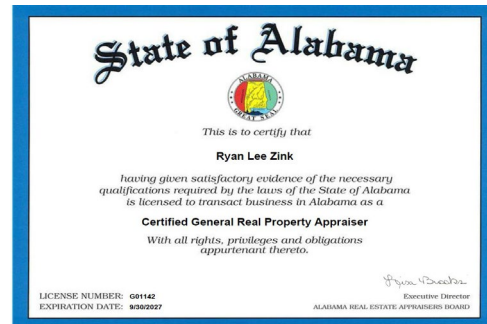 State of Alabama
ALABAMA
GREAT SEAL
This is to certify that
Ryan Lee Zink
having given satisfactory evidence of the necessary
qualifications required by the laws of the State of Alabama
is licensed to transact business in Alabama as a
Certified General Real Property Appraiser
With all rights, privileges and obligations
appurtenant thereto.
Lisa Brooks
LICENSE NUMBER: G01142
Executive Director
EXPIRATION DATE: 9/30/2027
ALABAMA REAL ESTATE APPRAISERS BOARD